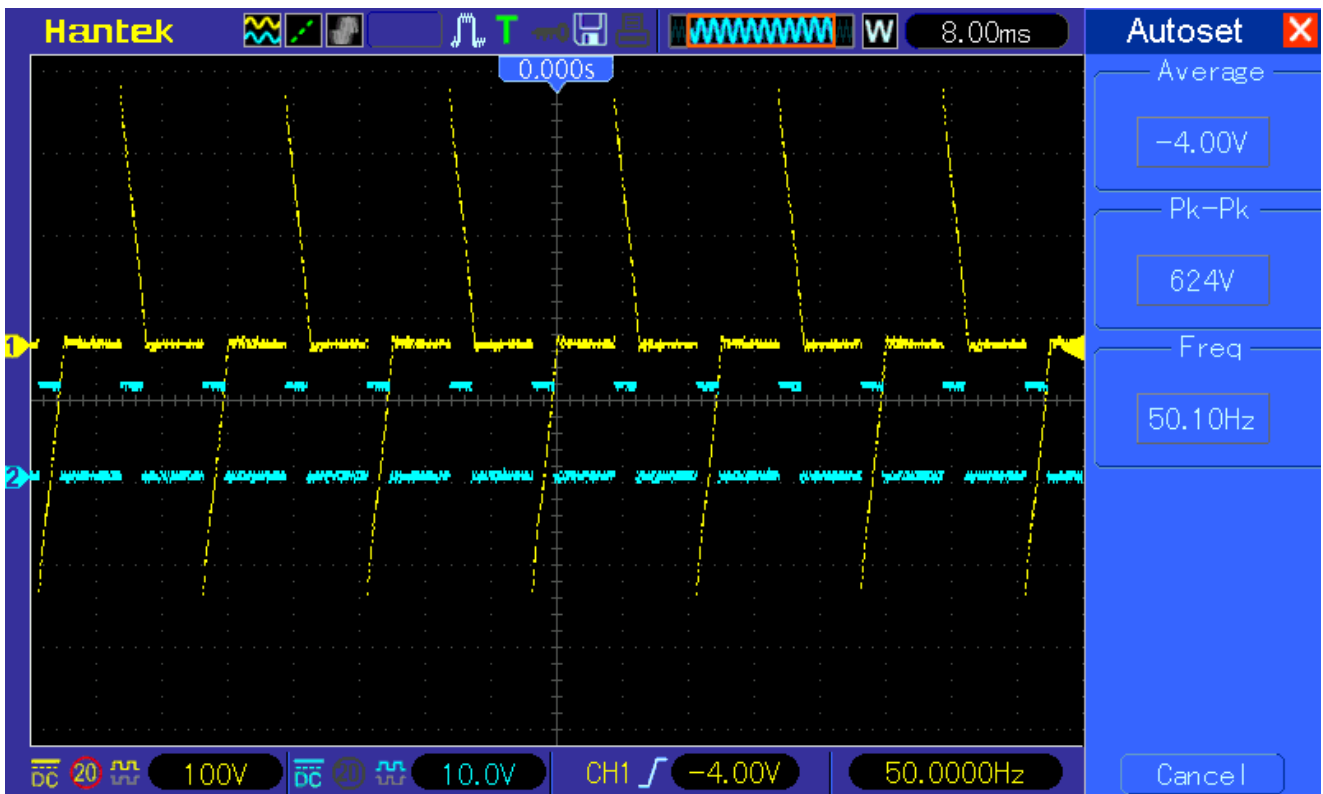 Hantek T W 8.00ms Autoset
0.000s
Average
-4.00V
Pk-Pk
624V
Freq
50.10Hz
1
2
DC 20 100V DC 20 10.0V CH1 -4.00V 50.0000Hz Cancel